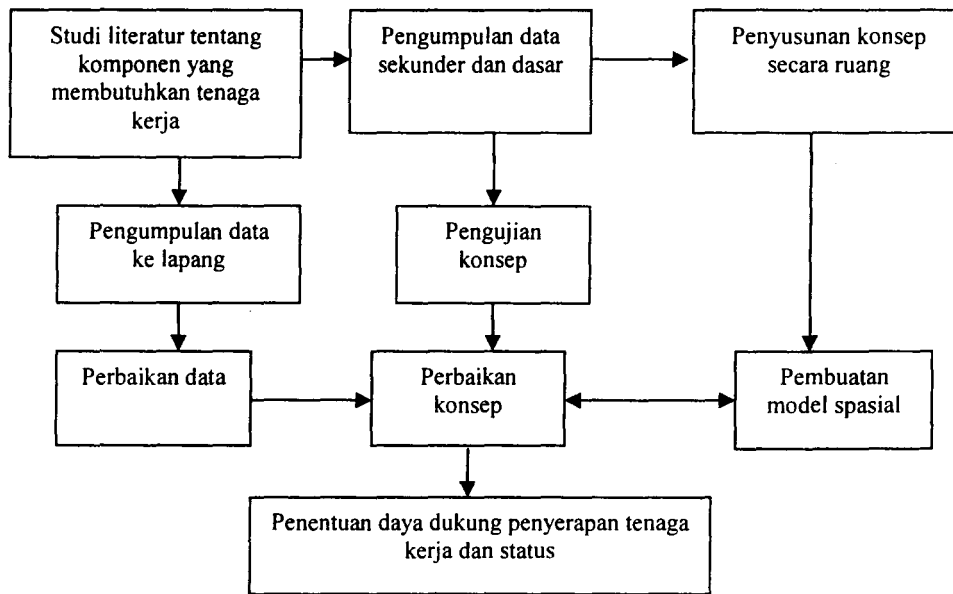 Studi literatur tentang
komponen yang
membutuhkan tenaga
kerja
Pengumpulan data
sekunder dan dasar
Penyusunan konsep
secara ruang
Pengumpulan data
ke lapang
Pengujian
konsep
Perbaikan data
Perbaikan
konsep
Pembuatan
model spasial
Penentuan daya dukung penyerapan tenaga
kerja dan status